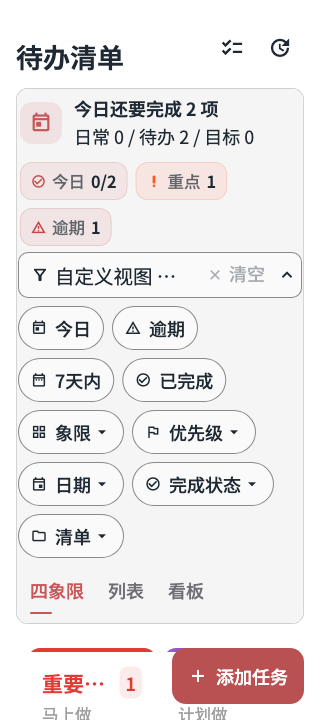 待办清单
今日还要完成 2 项
日常 0 / 待办 2 / 目标 0
今日 0/2
重点 1
逾期 1
自定义视图 ⋯ 清空
今日 逾期
7天内 已完成
象限 优先级
日期 完成状态
清单
四象限 列表 看板
重要⋯ 1
添加任务
马上做 计划做